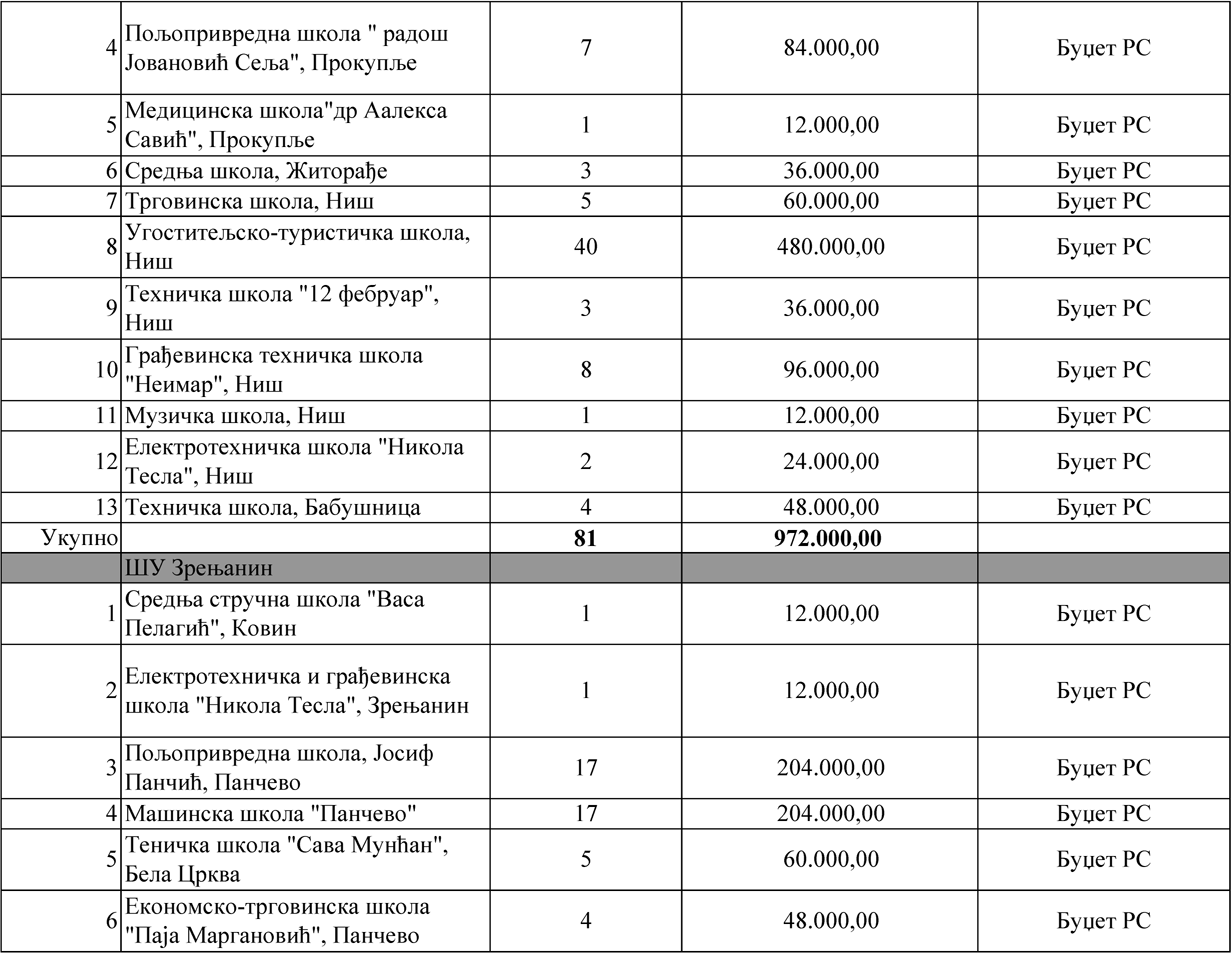 4 Пољопривредна школа " радош
Јовановић Сеља", Прокупље 7 84.000,00 Буџет РС
5 Медицинска школа"др Аалекса
Савић", Прокупље 1 12.000,00 Буџет РС
6 Средња школа, Житорађе 3 36.000,00 Буџет РС
7 Трговинска школа, Ниш 5 60.000,00 Буџет РС
8 Угоститељско-туристичка школа,
Ниш 40 480.000,00 Буџет РС
9 Техничка школа "12 фебруар",
Ниш 3 36.000,00 Буџет РС
10 Грађевинска техничка школа
"Неимар", Ниш 8 96.000,00 Буџет РС
11 Музичка школа, Ниш 1 12.000,00 Буџет РС
12 Електротехничка школа "Никола
Тесла", Ниш 2 24.000,00 Буџет РС
13 Техничка школа, Бабушница 4 48.000,00 Буџет РС
Укупно 81 972.000,00
ШУ Зрењанин
1 Средња стручна школа "Васа
Пелагић", Ковин 1 12.000,00 Буџет РС
2 Електротехничка и грађевинска
школа "Никола Тесла", Зрењанин 1 12.000,00 Буџет РС
3 Пољопривредна школа, Јосиф
Панчић, Панчево 17 204.000,00 Буџет РС
4 Машинска школа "Панчево" 17 204.000,00 Буџет РС
5 Теничка школа "Сава Мунћан",
Бела Црква 5 60.000,00 Буџет РС
6 Економско-трговинска школа
"Паја Маргановић", Панчево 4 48.000,00 Буџет РС